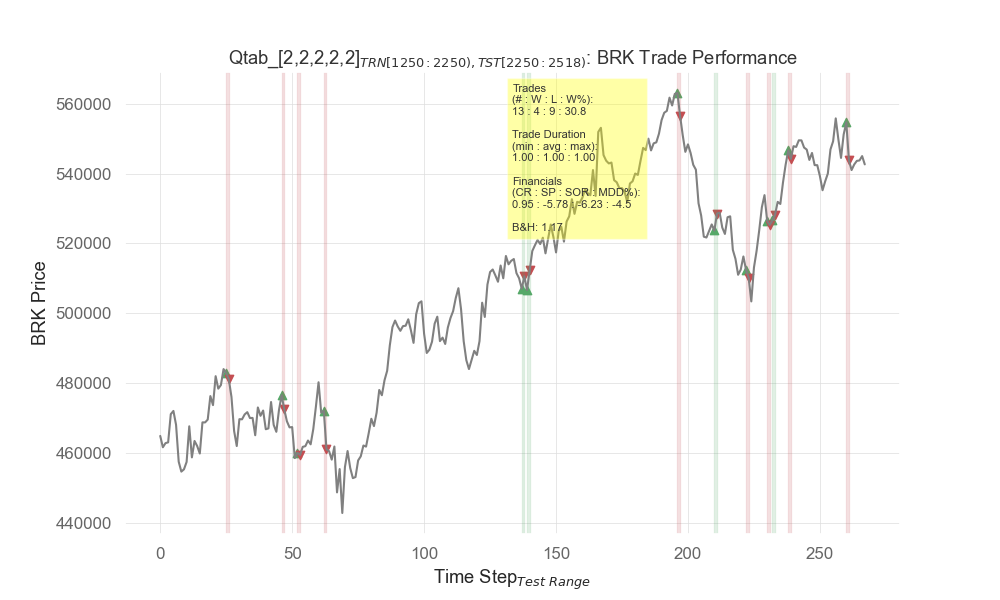 Qtab_[2,2,2,2,2]TRN[1250:2250),TST[2250:2518): BRK Trade Performance
Trades
(# : W : L : W%):
13 : 4 : 9 : 30.8
Trade Duration
(min : avg : max):
1.00 : 1.00 : 1.00
Financials
(CR : SP : SOR : MDD%):
0.95 : -5.78 : -6.23 : -4.5
B&H: 1.17
BRK Price
560000
540000
520000
500000
480000
460000
440000
0 50 100 150 200 250
Time StepTest Range